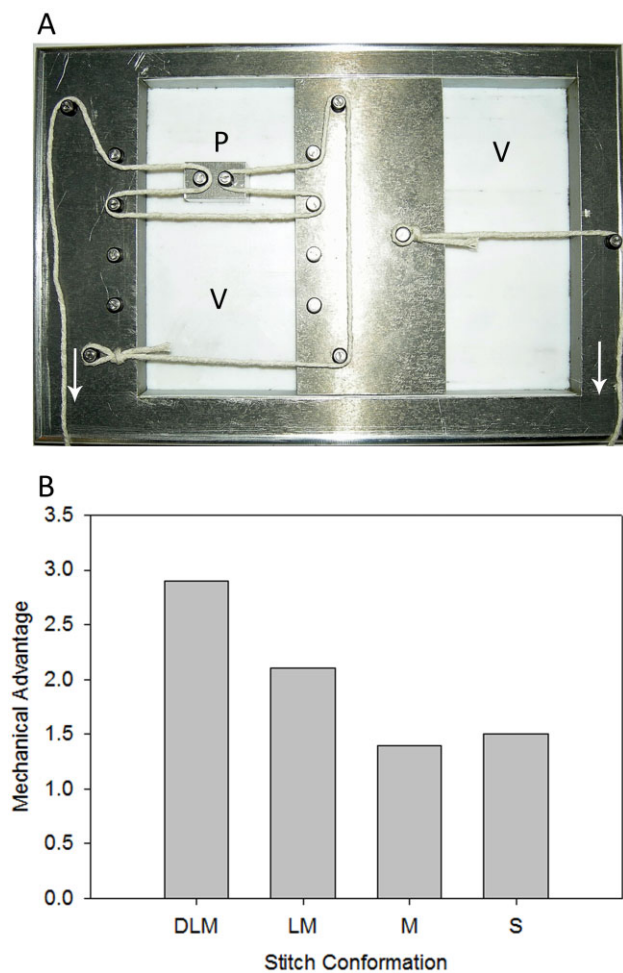 A
P
V
V
B
3.5
3.0
2.5
2.0
1.5
1.0
0.5
0.0
Mechanical Advantage
DLM LM M S
Stitch Conformation